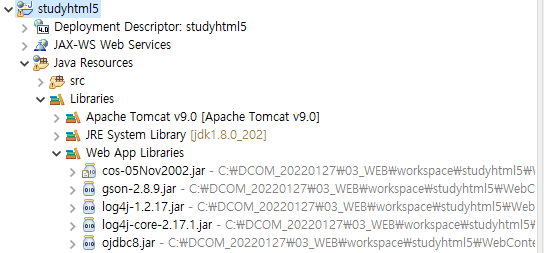 studyhtml5
Deployment Descriptor: studyhtml5
JAX-WS Web Services
Java Resources
src
Libraries
Apache Tomcat v9.0 [Apache Tomcat v9.0]
JRE System Library [jdk1.8.0_202]
Web App Libraries
cos-05Nov2002.jar - C:₩DCOM_20220127₩03_WEB₩workspace₩studyhtml5₩
gson-2.8.9.jar - C:₩DCOM_20220127₩03_WEB₩workspace₩studyhtml5₩WebC
log4j-1.2.17.jar - C:₩DCOM_20220127₩03_WEB₩workspace₩studyhtml5₩Web
log4j-core-2.17.1.jar - C:₩DCOM_20220127₩03_WEB₩workspace₩studyhtml5
ojdbc8.jar - C:₩DCOM_20220127₩03_WEB₩workspace₩studyhtml5₩WebConte